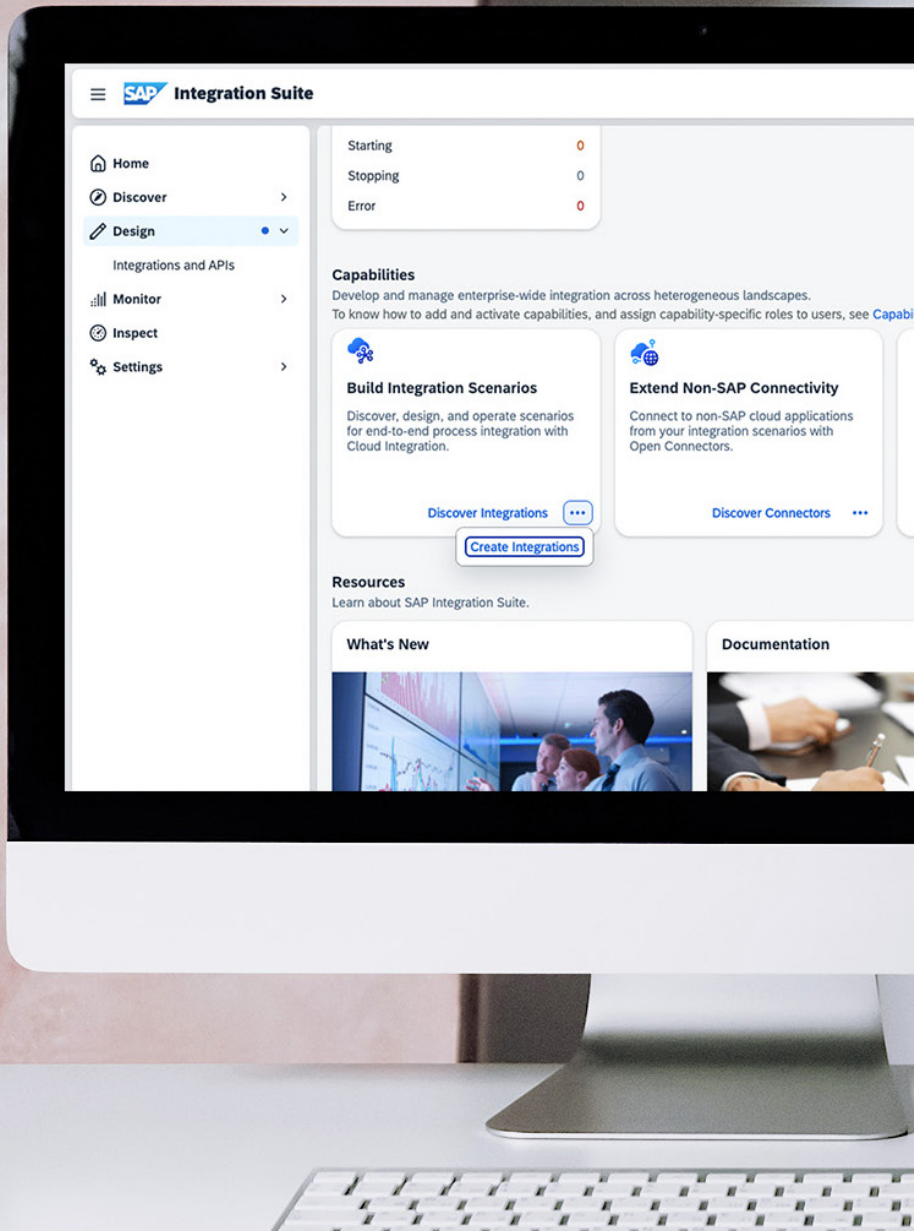 SAP Integration Suite
Home
Discover
Design
Integrations and APIs
Monitor
Inspect
Settings
Starting 0
Stopping 0
Error 0
Capabilities
Develop and manage enterprise-wide integration across heterogeneous landscapes.
To know how to add and activate capabilities, and assign capability-specific roles to users, see Capabi
Build Integration Scenarios
Discover, design, and operate scenarios
for end-to-end process integration with
Cloud Integration.
Discover Integrations
Create Integrations
Extend Non-SAP Connectivity
Connect to non-SAP cloud applications
from your integration scenarios with
Open Connectors.
Discover Connectors
Resources
Learn about SAP Integration Suite.
What's New
Documentation